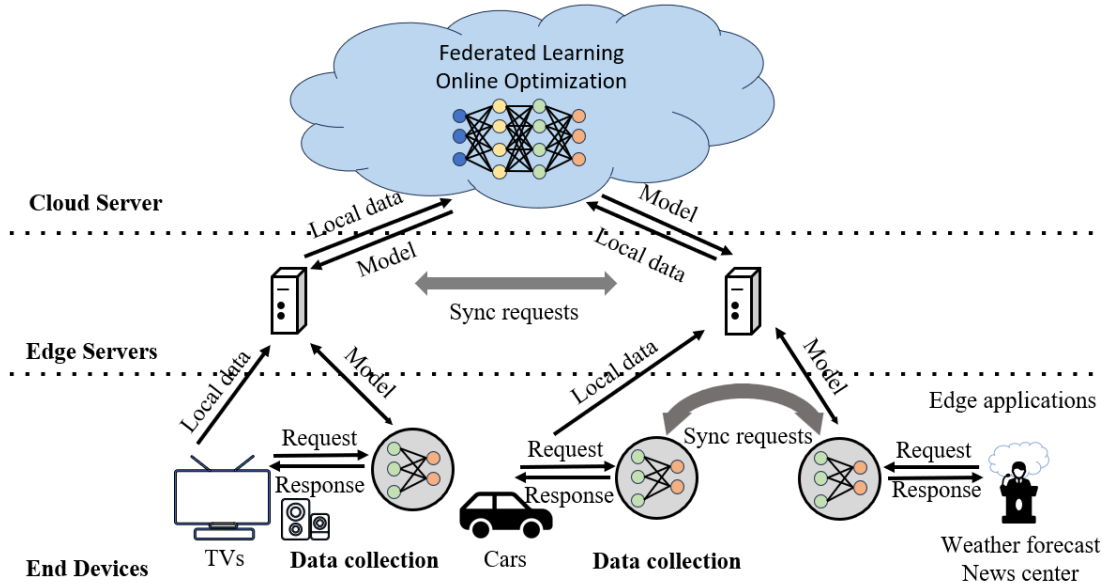 Federated Learning
Online Optimization
Cloud Server
Local data
Model
Model
Local data
Sync requests
Edge Servers
Local data
Model
Local data
Model
Edge applications
Request
Response
Request
Response
Sync requests
Request
Response
TVs
Data collection
Cars
Data collection
Weather forecast
News center
End Devices